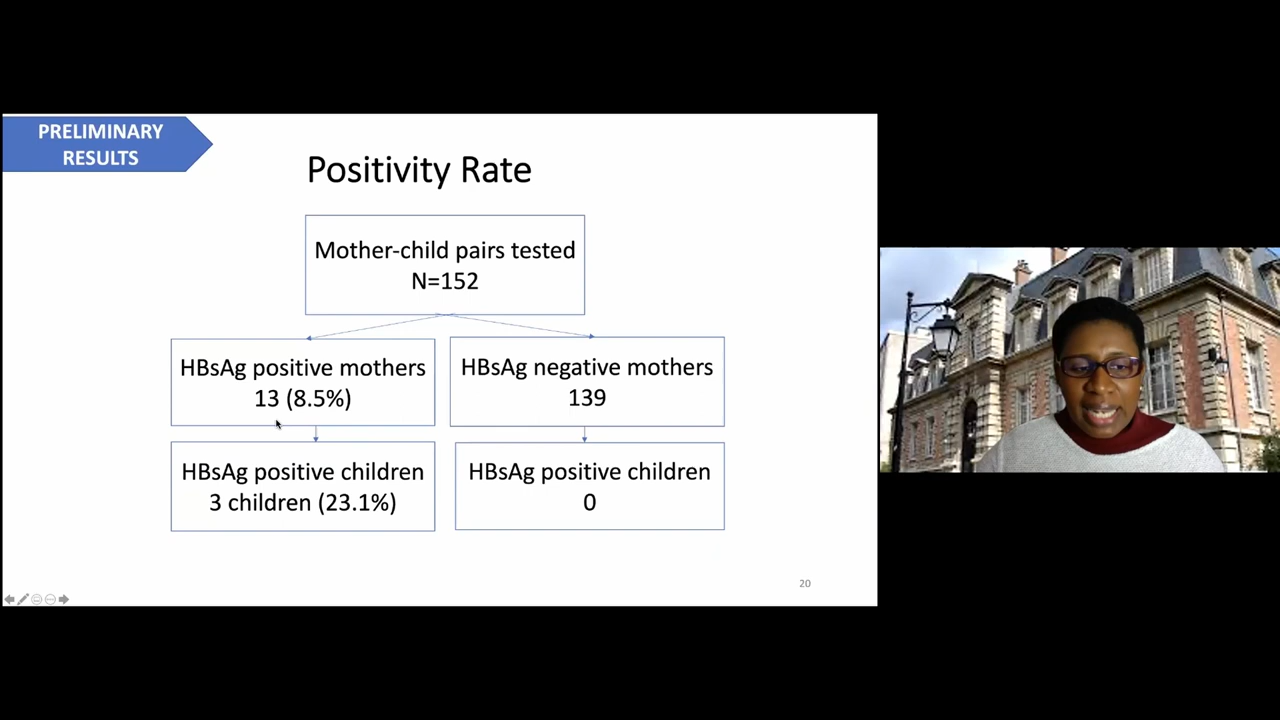 PRELIMINARY
RESULTS
Positivity Rate
Mother-child pairs tested
N=152
HBsAg positive mothers
13 (8.5%)
HBsAg negative mothers
139
HBsAg positive children
3 children (23.1%)
HBsAg positive children
0
20